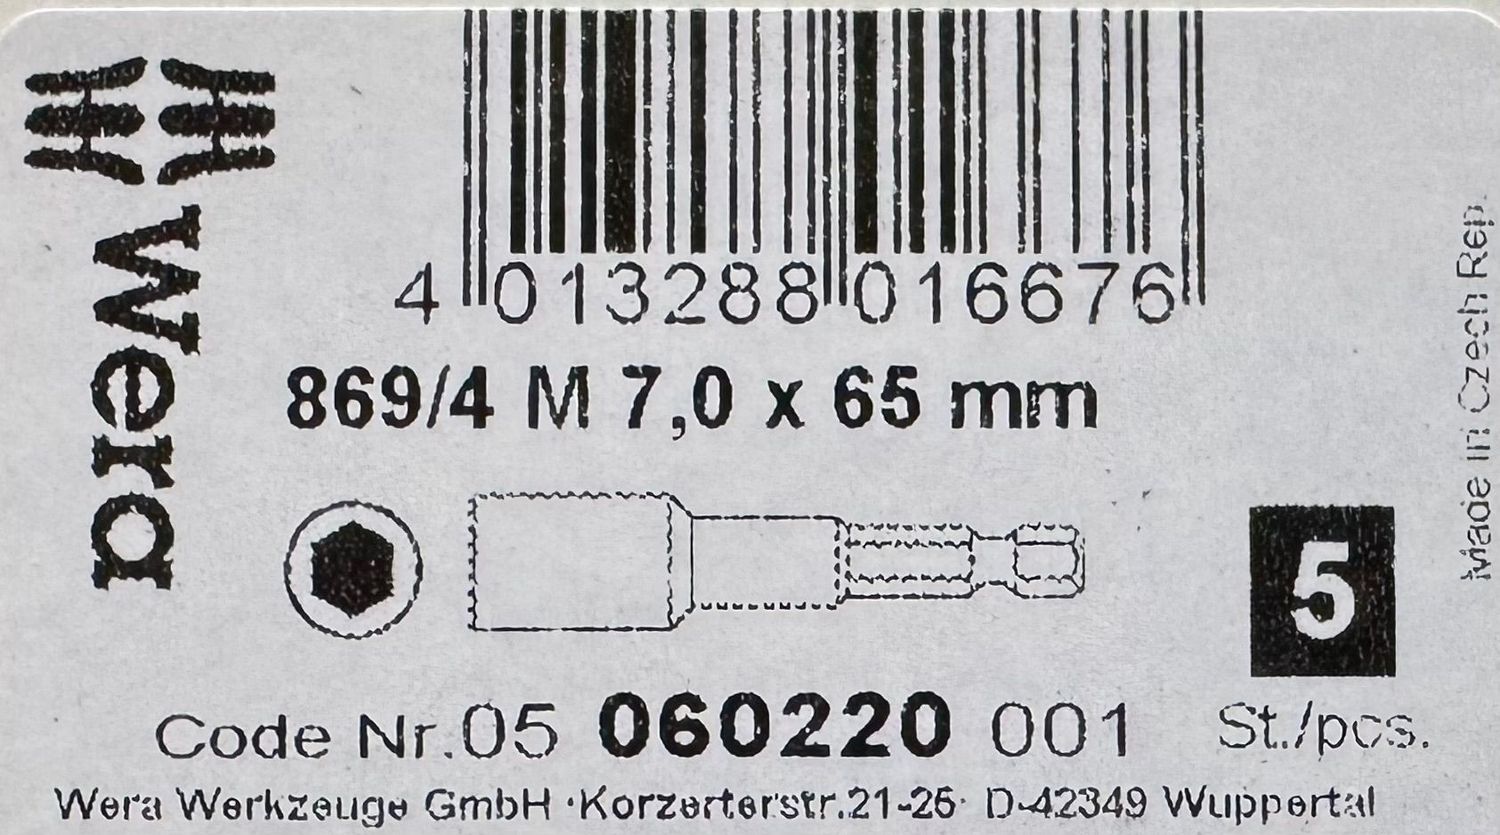 Wera
4 013288 016676
869/4 M 7,0 x 65 mm
5
St./pcs.
Code Nr.05 060220 001
Wera Werkzeuge GmbH · Korzerterstr.21-25· D-42349 Wuppertal
Made in Czech Rep.